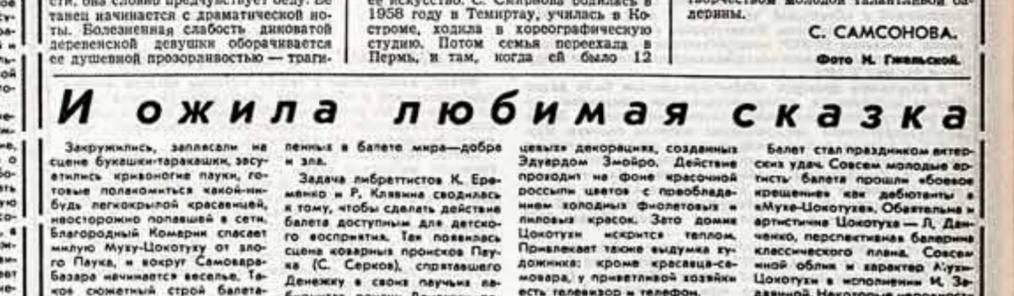 сти, она словно предчувствует беду. Ее
танец начинается с драматической но-
ты. Болезненная слабость диковатой
деревенской девушки оборачивается
ее душевной прозорливостью — траги-
ее искусство. С. Смирнова родилась в
1958 году в Темиртау, училась в Ко-
строме, ходила в хореографическую
студию. Потом семья переехала в
Пермь, и там, когда ей было 12
творчеством молодой талантливой ба-
лерины.
С. САМСОНОВА.
Фото Н. Гжельской.
И ожила любимая сказка
Закружились, заплясали на
сцене букашки-таракашки, засу-
етились кривоногие пауки, го-
товые полакомиться какой-ни-
будь легкокрылой красавицей,
неосторожно попавшей в сети.
Благородный Комарик спасает
милую Муху-Цокотуху от зло-
го Паука, и вокруг Самовара-
Базара начинается веселье. Та-
ков сюжетный строй балета-
ленных в балете мира—добра
и зла.
Задача либреттистов К. Ере-
менко и Р. Клявина сводилась
к тому, чтобы сделать действие
балета доступным для детско-
го восприятия. Так появилась
сцена коварных происков Пау-
ка (С. Серков), спрятавшего
Денежку в своих паучьих ла-
цевых декорациях, созданных
Эдуардом Змойро. Действие
проходит на фоне красочной
россыпи цветов с преоблада-
нием холодных фиолетовых и
лиловых красок. Зато домик
Цокотухи искрится теплом.
Привлекает также выдумка ху-
дожника: кроме красавца-са-
мовара, у приветливой хозяйки
есть телевизор и телефон.
Балет стал праздником актер-
ских удач. Совсем молодые ар-
тисты балета прошли «боевое
крещение» как дебютанты в
«Мухе-Цокотухе». Обаятельна и
артистична Цокотуха — Л. Дан-
ченко, перспективная балерина
классического плана. Совсем
иной облик и характер Мухи-
Цокотухи в исполнении Н. За-
Некоторые